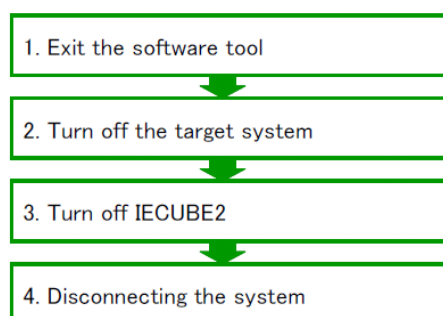 1. Exit the software tool
2. Turn off the target system
3. Turn off IECUBE2
4. Disconnecting the system